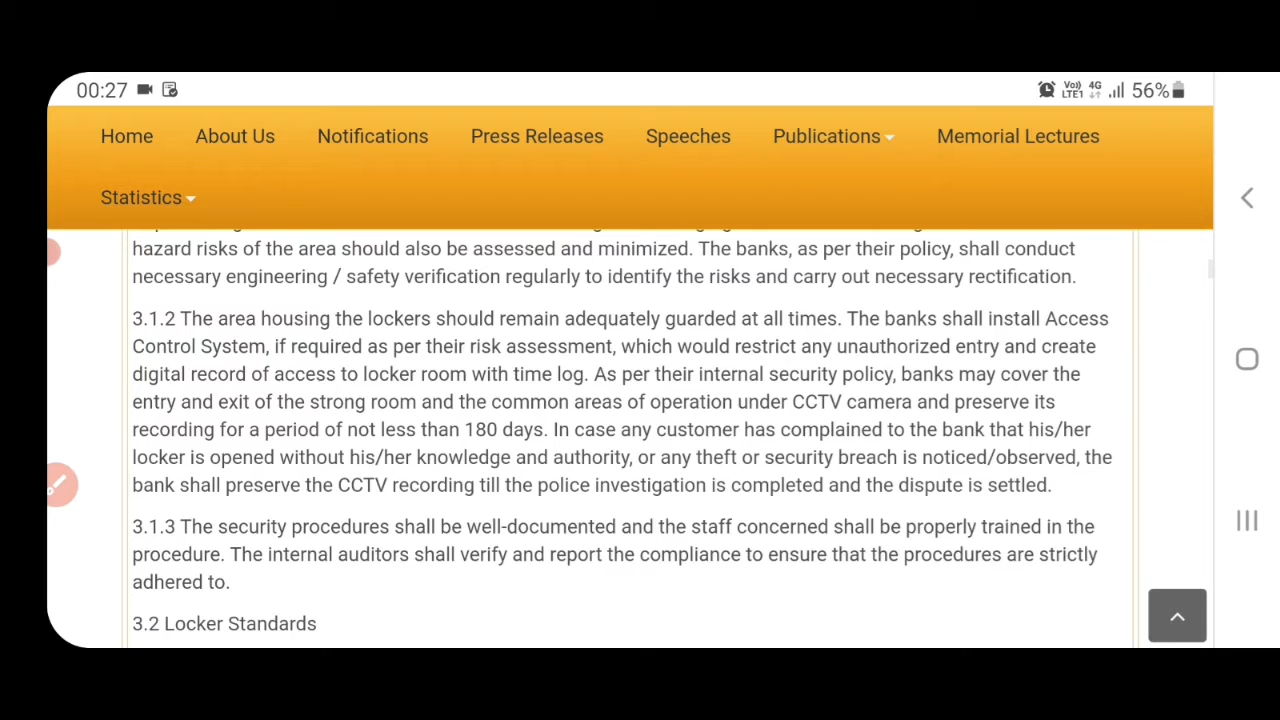 00:27
Vo)) LTE1 4G 56%
Home About Us Notifications Press Releases Speeches Publications Memorial Lectures
Statistics
hazard risks of the area should also be assessed and minimized. The banks, as per their policy, shall conduct
necessary engineering / safety verification regularly to identify the risks and carry out necessary rectification.
3.1.2 The area housing the lockers should remain adequately guarded at all times. The banks shall install Access
Control System, if required as per their risk assessment, which would restrict any unauthorized entry and create
digital record of access to locker room with time log. As per their internal security policy, banks may cover the
entry and exit of the strong room and the common areas of operation under CCTV camera and preserve its
recording for a period of not less than 180 days. In case any customer has complained to the bank that his/her
locker is opened without his/her knowledge and authority, or any theft or security breach is noticed/observed, the
bank shall preserve the CCTV recording till the police investigation is completed and the dispute is settled.
3.1.3 The security procedures shall be well-documented and the staff concerned shall be properly trained in the
procedure. The internal auditors shall verify and report the compliance to ensure that the procedures are strictly
adhered to.
3.2 Locker Standards